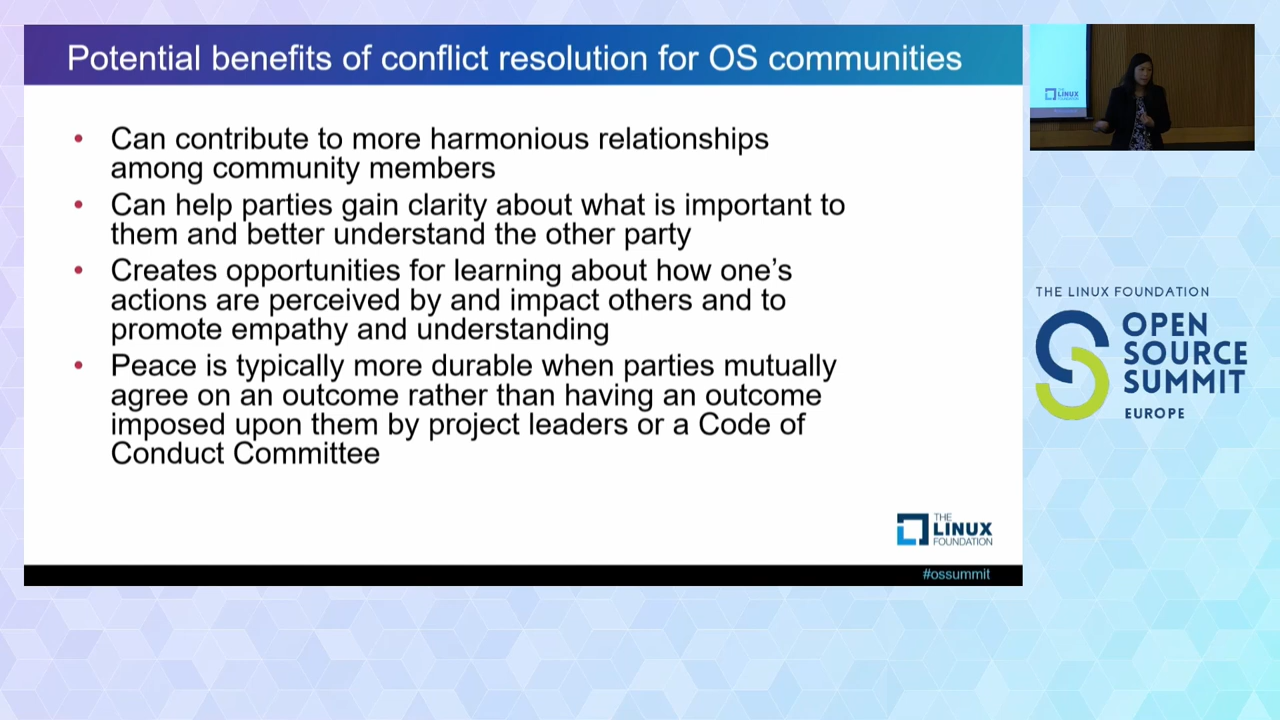 Potential benefits of conflict resolution for OS communities
• Can contribute to more harmonious relationships
among community members
• Can help parties gain clarity about what is important to
them and better understand the other party
• Creates opportunities for learning about how one’s
actions are perceived by and impact others and to
promote empathy and understanding
• Peace is typically more durable when parties mutually
agree on an outcome rather than having an outcome
imposed upon them by project leaders or a Code of
Conduct Committee
THE
LINUX
FOUNDATION
#ossummit
THE
LINUX
FOUNDATION
THE LINUX FOUNDATION
OPEN
SOURCE
SUMMIT
EUROPE